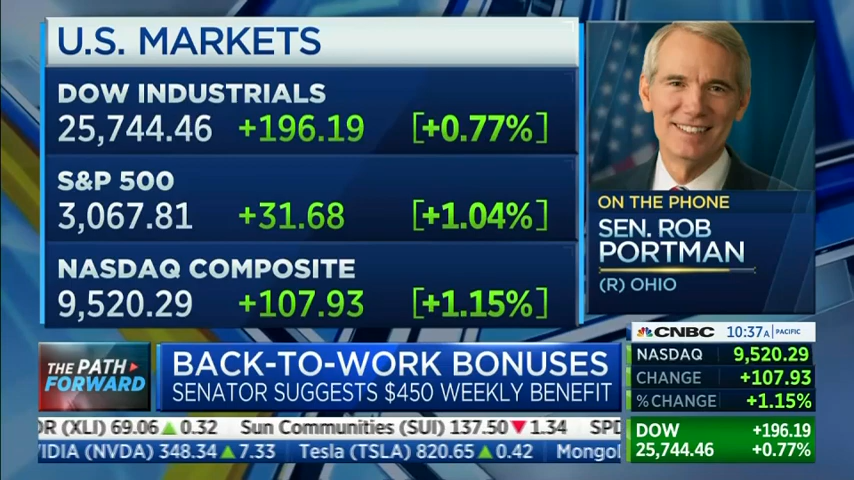 U.S. MARKETS
DOW INDUSTRIALS
25,744.46 +196.19 [+0.77%]
S&P 500
3,067.81 +31.68 [+1.04%]
NASDAQ COMPOSITE
9,520.29 +107.93 [+1.15%]
ON THE PHONE
SEN. ROB
PORTMAN
(R) OHIO
THE PATH
FORWARD
BACK-TO-WORK BONUSES
SENATOR SUGGESTS $450 WEEKLY BENEFIT
CNBC 10:37A PACIFIC
NASDAQ 9,520.29
CHANGE +107.93
% CHANGE +1.15%
DOW +196.19
25,744.46 +0.77%
OR (XLI) 69.06 ▲ 0.32 Sun Communities (SUI) 137.50 ▼ 1.34 SPD
VIDIA (NVDA) 348.34 ▲ 7.33 Tesla (TSLA) 820.65 ▲ 0.42 Mongo